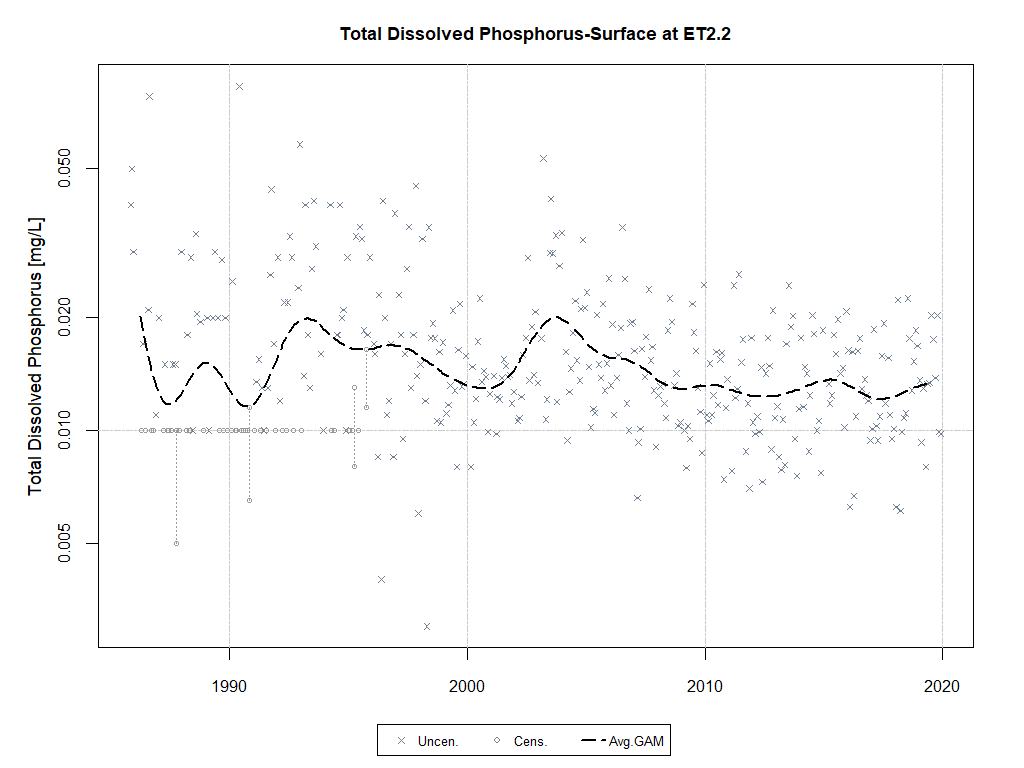 Total Dissolved Phosphorus-Surface at ET2.2
Total Dissolved Phosphorus [mg/L]
0.050
0.020
0.010
0.005
1990 2000 2010 2020
Uncen. Cens. Avg.GAM